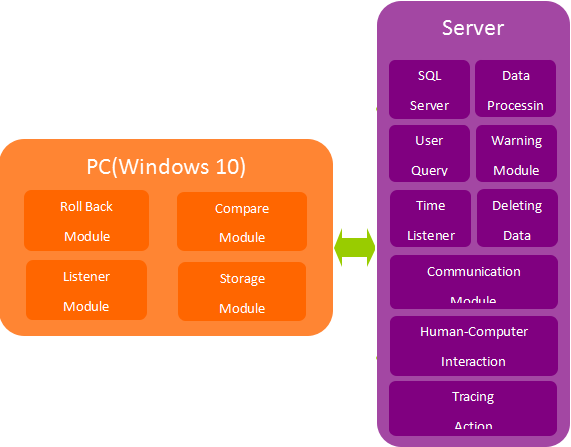 Server
SQL
Server
Data
Processin
User
Query
Warning
Module
Time
Listener
Deleting
Data
Communication
Module
Human-Computer
Interaction
Tracing
Action
PC(Windows 10)
Roll Back
Module
Compare
Module
Listener
Module
Storage
Module